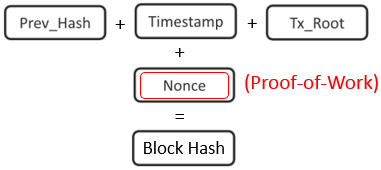 Prev_Hash + Timestamp + Tx_Root
+
Nonce (Proof-of-Work)
=
Block Hash